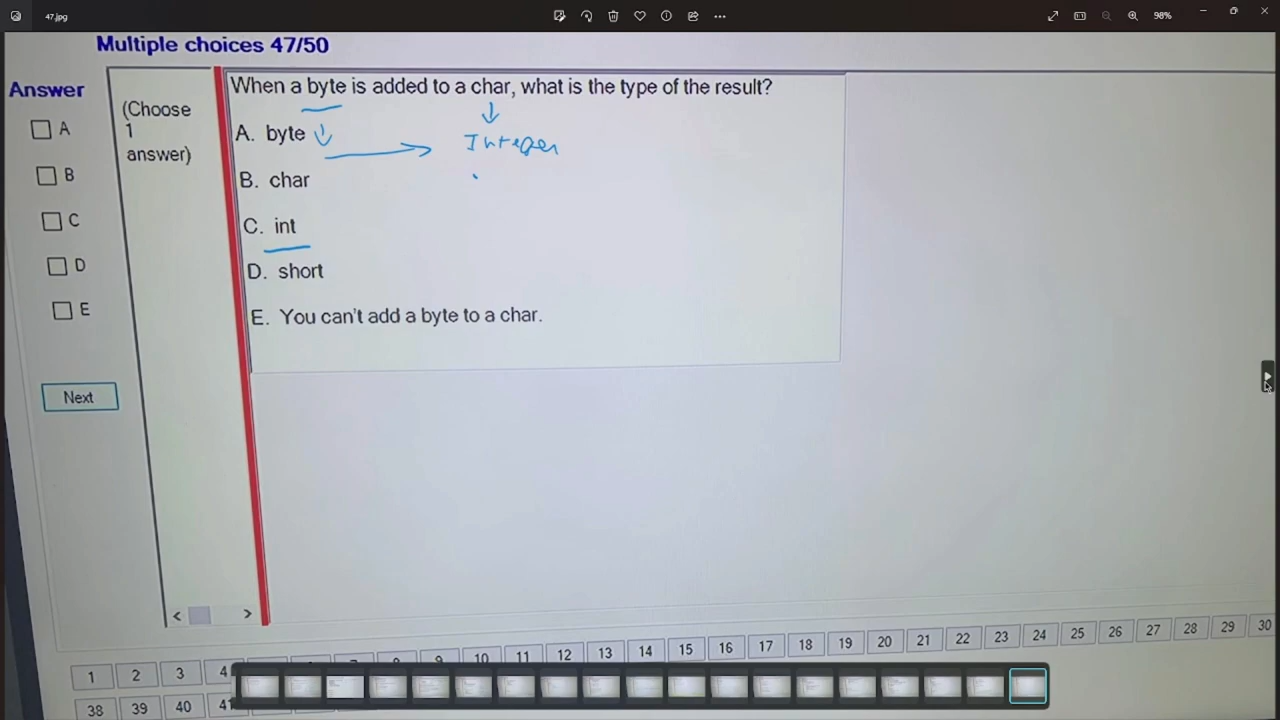 47.jpg
98%
Multiple choices 47/50
Answer
(Choose
1
answer)
A
B
C
D
E
When a byte is added to a char, what is the type of the result?
A. byte
Integer
B. char
C. int
D. short
E. You can't add a byte to a char.
Next
< >
1 2 3 4 8 9 10 11 12 13 14 15 16 17 18 19 20 21 22 23 24 25 26 27 28 29 30
38 39 40 41